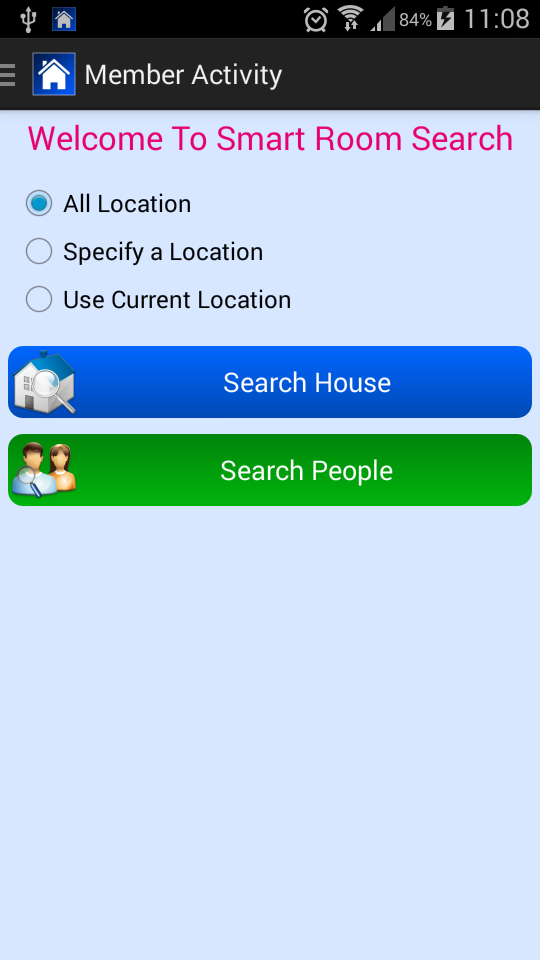 84% 11:08
Member Activity
Welcome To Smart Room Search
All Location
Specify a Location
Use Current Location
Search House
Search People